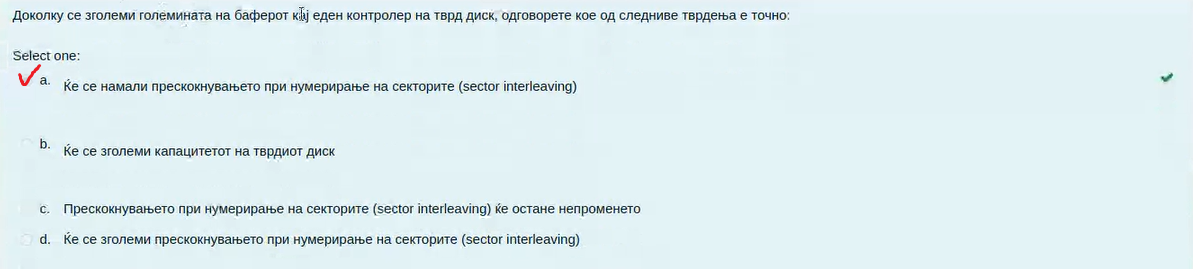 Доколку се зголеми големината на баферот кај еден контролер на тврд диск, одговорете кое од следниве тврдења е точно:
Select one:
a. Ќе се намали прескокнувањето при нумерирање на секторите (sector interleaving)
b. Ќе се зголеми капацитетот на тврдиот диск
c. Прескокнувањето при нумерирање на секторите (sector interleaving) ќе остане непроменето
d. Ќе се зголеми прескокнувањето при нумерирање на секторите (sector interleaving)